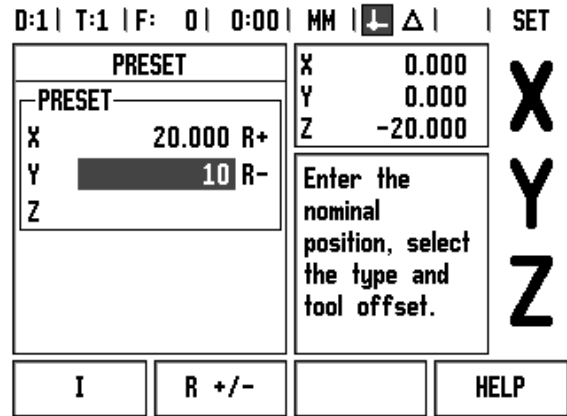 D:1 | T:1 | F: 0 | 0:00 | MM | Δ | | SET
PRESET
PRESET
X 20.000 R+
Y 10 R-
Z
X 0.000
Y 0.000
Z -20.000
Enter the
nominal
position, select
the type and
tool offset.
X
Y
Z
I
R +/-
HELP